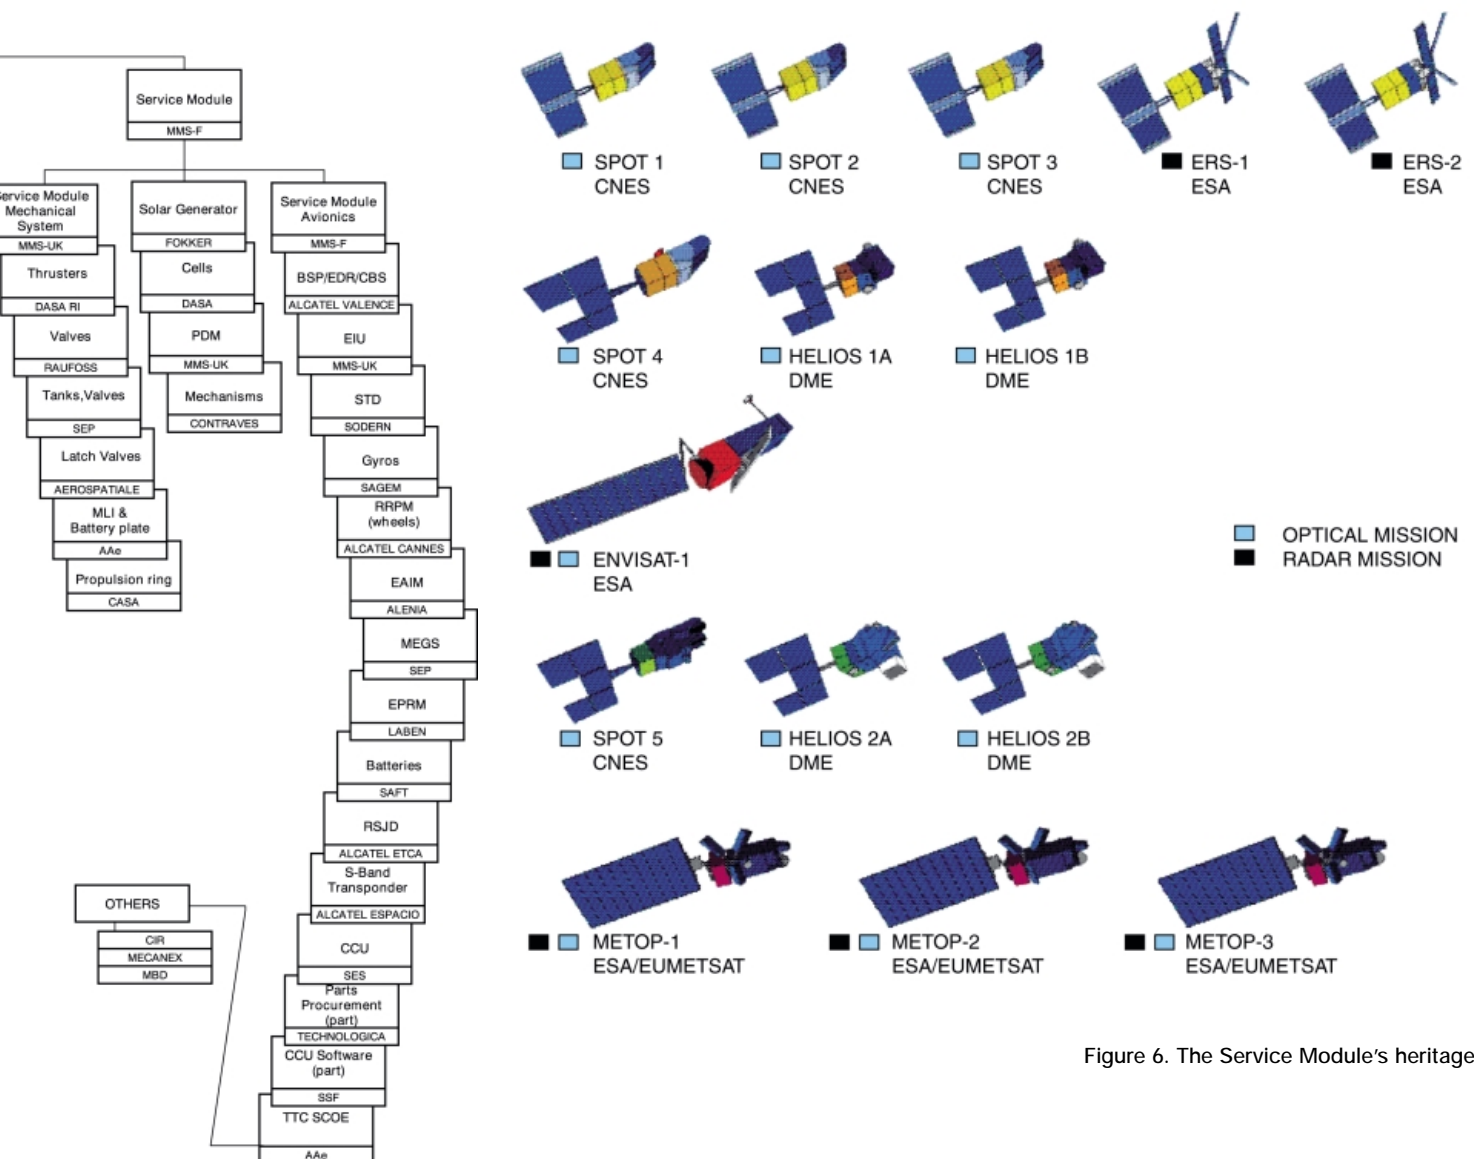 Service Module
MMS-F
Service Module
Mechanical
System
MMS-UK
Thrusters
DASA RI
Valves
RAUFOSS
Tanks,Valves
SEP
Latch Valves
AEROSPATIALE
MLI &
Battery plate
AAe
Propulsion ring
CASA
Solar Generator
FOKKER
Cells
DASA
PDM
MMS-UK
Mechanisms
CONTRAVES
Service Module
Avionics
MMS-F
BSP/EDR/CBS
ALCATEL VALENCE
EIU
MMS-UK
STD
SODERN
Gyros
SAGEM
RRPM
(wheels)
ALCATEL CANNES
EAIM
ALENIA
MEGS
SEP
EPRM
LABEN
Batteries
SAFT
RSJD
ALCATEL ETCA
S-Band
Transponder
ALCATEL ESPACIO
CCU
SES
Parts
Procurement
(part)
TECHNOLOGICA
CCU Software
(part)
SSF
TTC SCOE
AAe
OTHERS
CIR
MECANEX
MBD
SPOT 1
CNES
SPOT 2
CNES
SPOT 3
CNES
ERS-1
ESA
ERS-2
ESA
SPOT 4
CNES
HELIOS 1A
DME
HELIOS 1B
DME
ENVISAT-1
ESA
OPTICAL MISSION
RADAR MISSION
SPOT 5
CNES
HELIOS 2A
DME
HELIOS 2B
DME
METOP-1
ESA/EUMETSAT
METOP-2
ESA/EUMETSAT
METOP-3
ESA/EUMETSAT
Figure 6. The Service Module's heritage